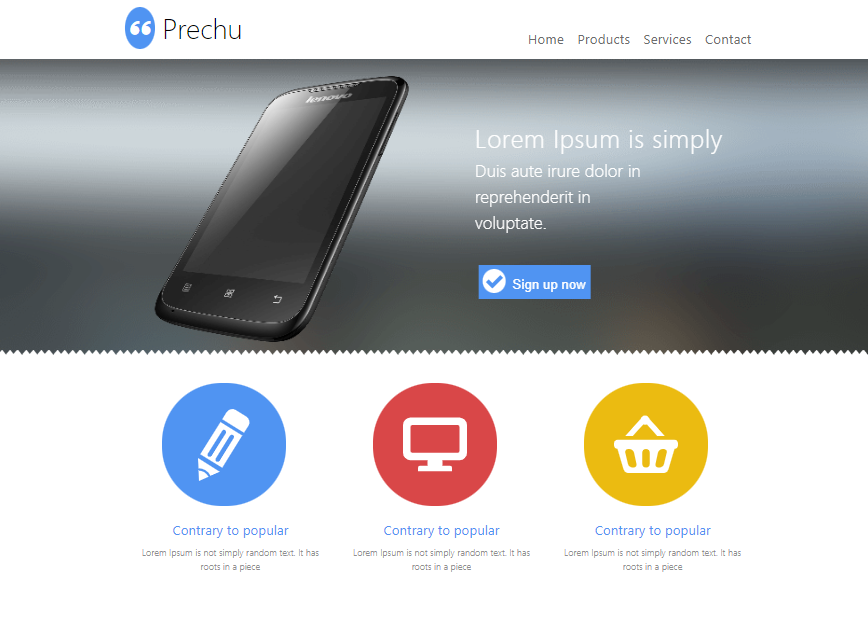 Prechu
Home Products Services Contact
lenovo
Lorem Ipsum is simply
Duis aute irure dolor in
reprehenderit in
voluptate.
Sign up now
Contrary to popular
Lorem Ipsum is not simply random text. It has
roots in a piece
Contrary to popular
Lorem Ipsum is not simply random text. It has
roots in a piece
Contrary to popular
Lorem Ipsum is not simply random text. It has
roots in a piece.